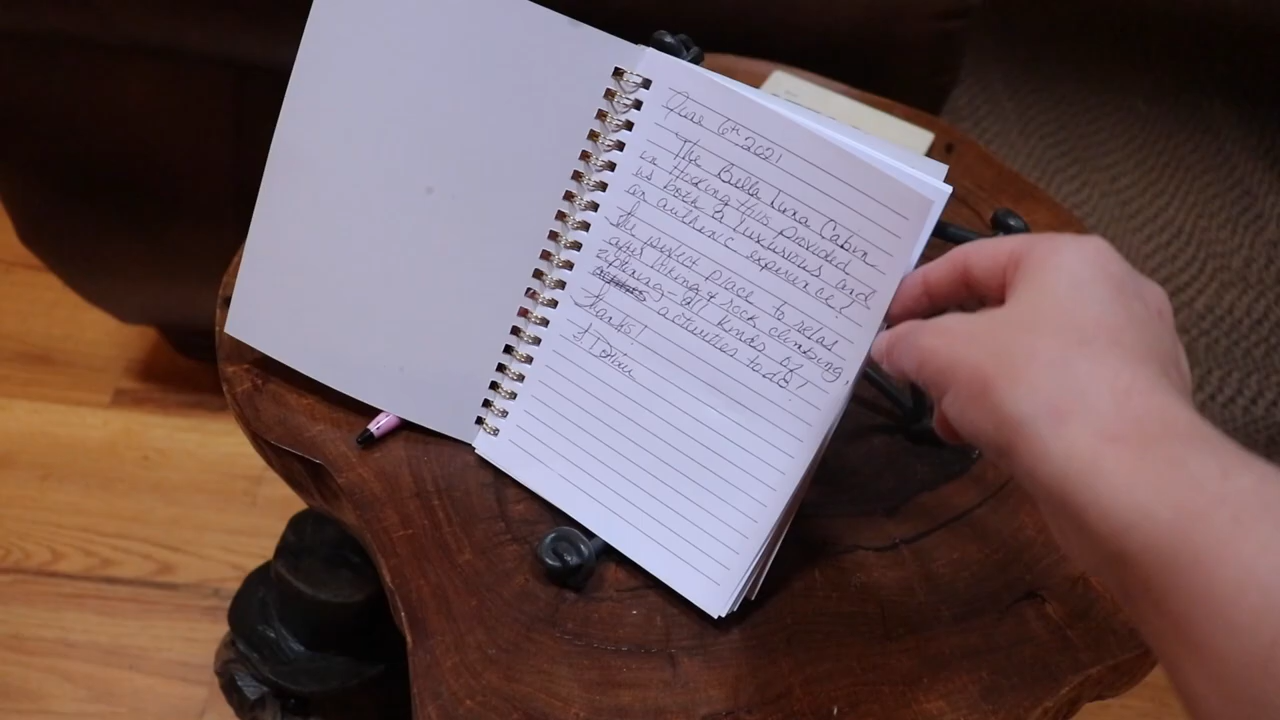 June 6th, 2021
The Bella Luna Cabin
in Hocking Hills provided
us both a luxurious and
an authentic experience!
The perfect place to relax
after hiking & rock climbing,
ziplining - all kinds of
activities to do!
Thanks!